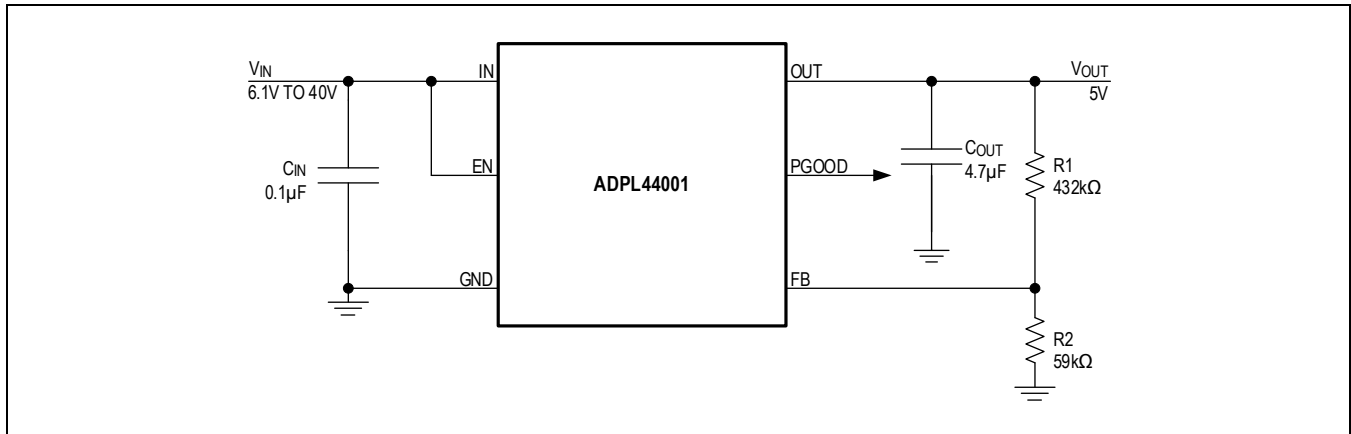 VIN
6.1V TO 40V
IN
OUT
VOUT
5V
CIN
0.1µF
EN
ADPL44001
PGOOD
COUT
4.7µF
R1
432kΩ
GND
FB
R2
59kΩ